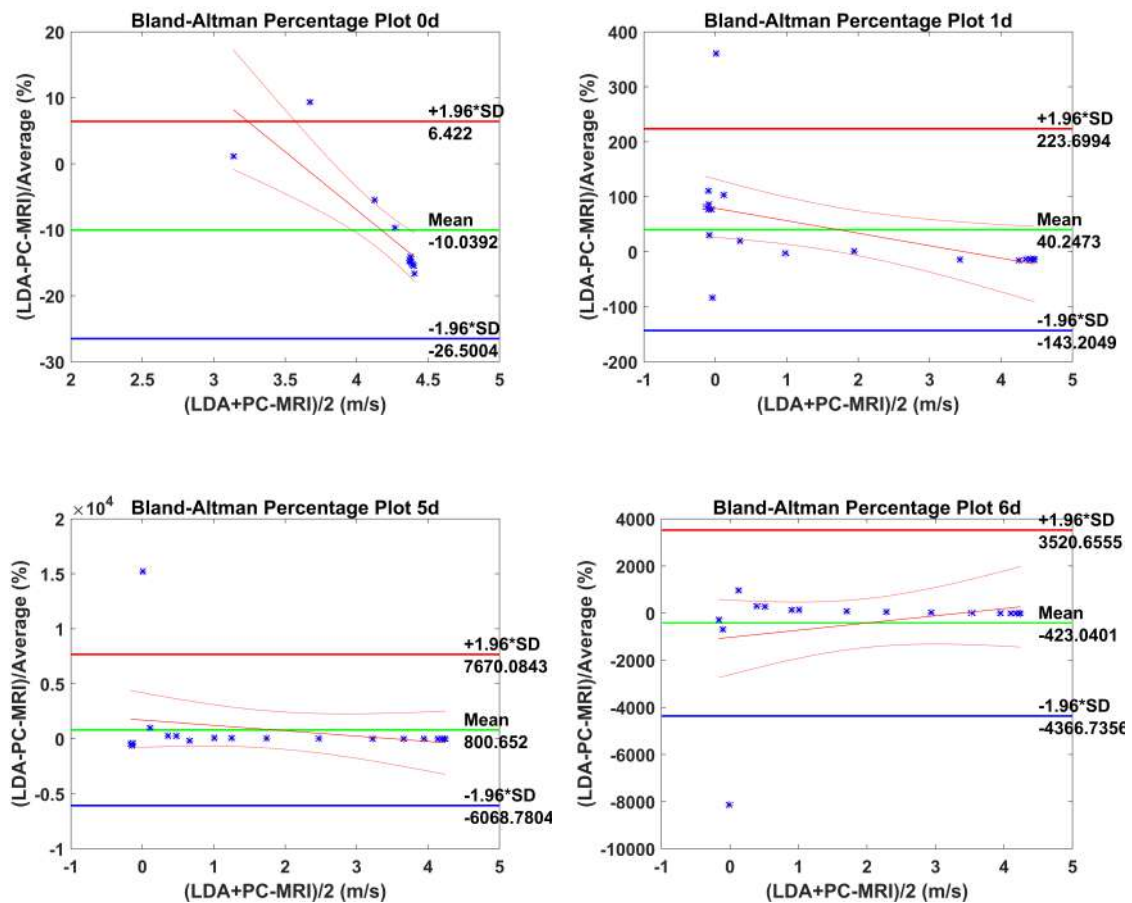 Bland-Altman Percentage Plot 0d
20
10
0
-10
-20
-30
(LDA-PC-MRI)/Average (%)
+1.96*SD
6.422
Mean
-10.0392
-1.96*SD
-26.5004
2 2.5 3 3.5 4 4.5 5
(LDA+PC-MRI)/2 (m/s)
Bland-Altman Percentage Plot 1d
400
300
200
100
0
-100
-200
(LDA-PC-MRI)/Average (%)
+1.96*SD
223.6994
Mean
40.2473
-1.96*SD
-143.2049
-1 0 1 2 3 4 5
(LDA+PC-MRI)/2 (m/s)
Bland-Altman Percentage Plot 5d
×10⁴
2
1.5
1
0.5
0
-0.5
-1
(LDA-PC-MRI)/Average (%)
+1.96*SD
7670.0843
Mean
800.652
-1.96*SD
-6068.7804
-1 0 1 2 3 4 5
(LDA+PC-MRI)/2 (m/s)
Bland-Altman Percentage Plot 6d
4000
2000
0
-2000
-4000
-6000
-8000
-10000
(LDA-PC-MRI)/Average (%)
+1.96*SD
3520.6555
Mean
-423.0401
-1.96*SD
-4366.7356
-1 0 1 2 3 4 5
(LDA+PC-MRI)/2 (m/s)